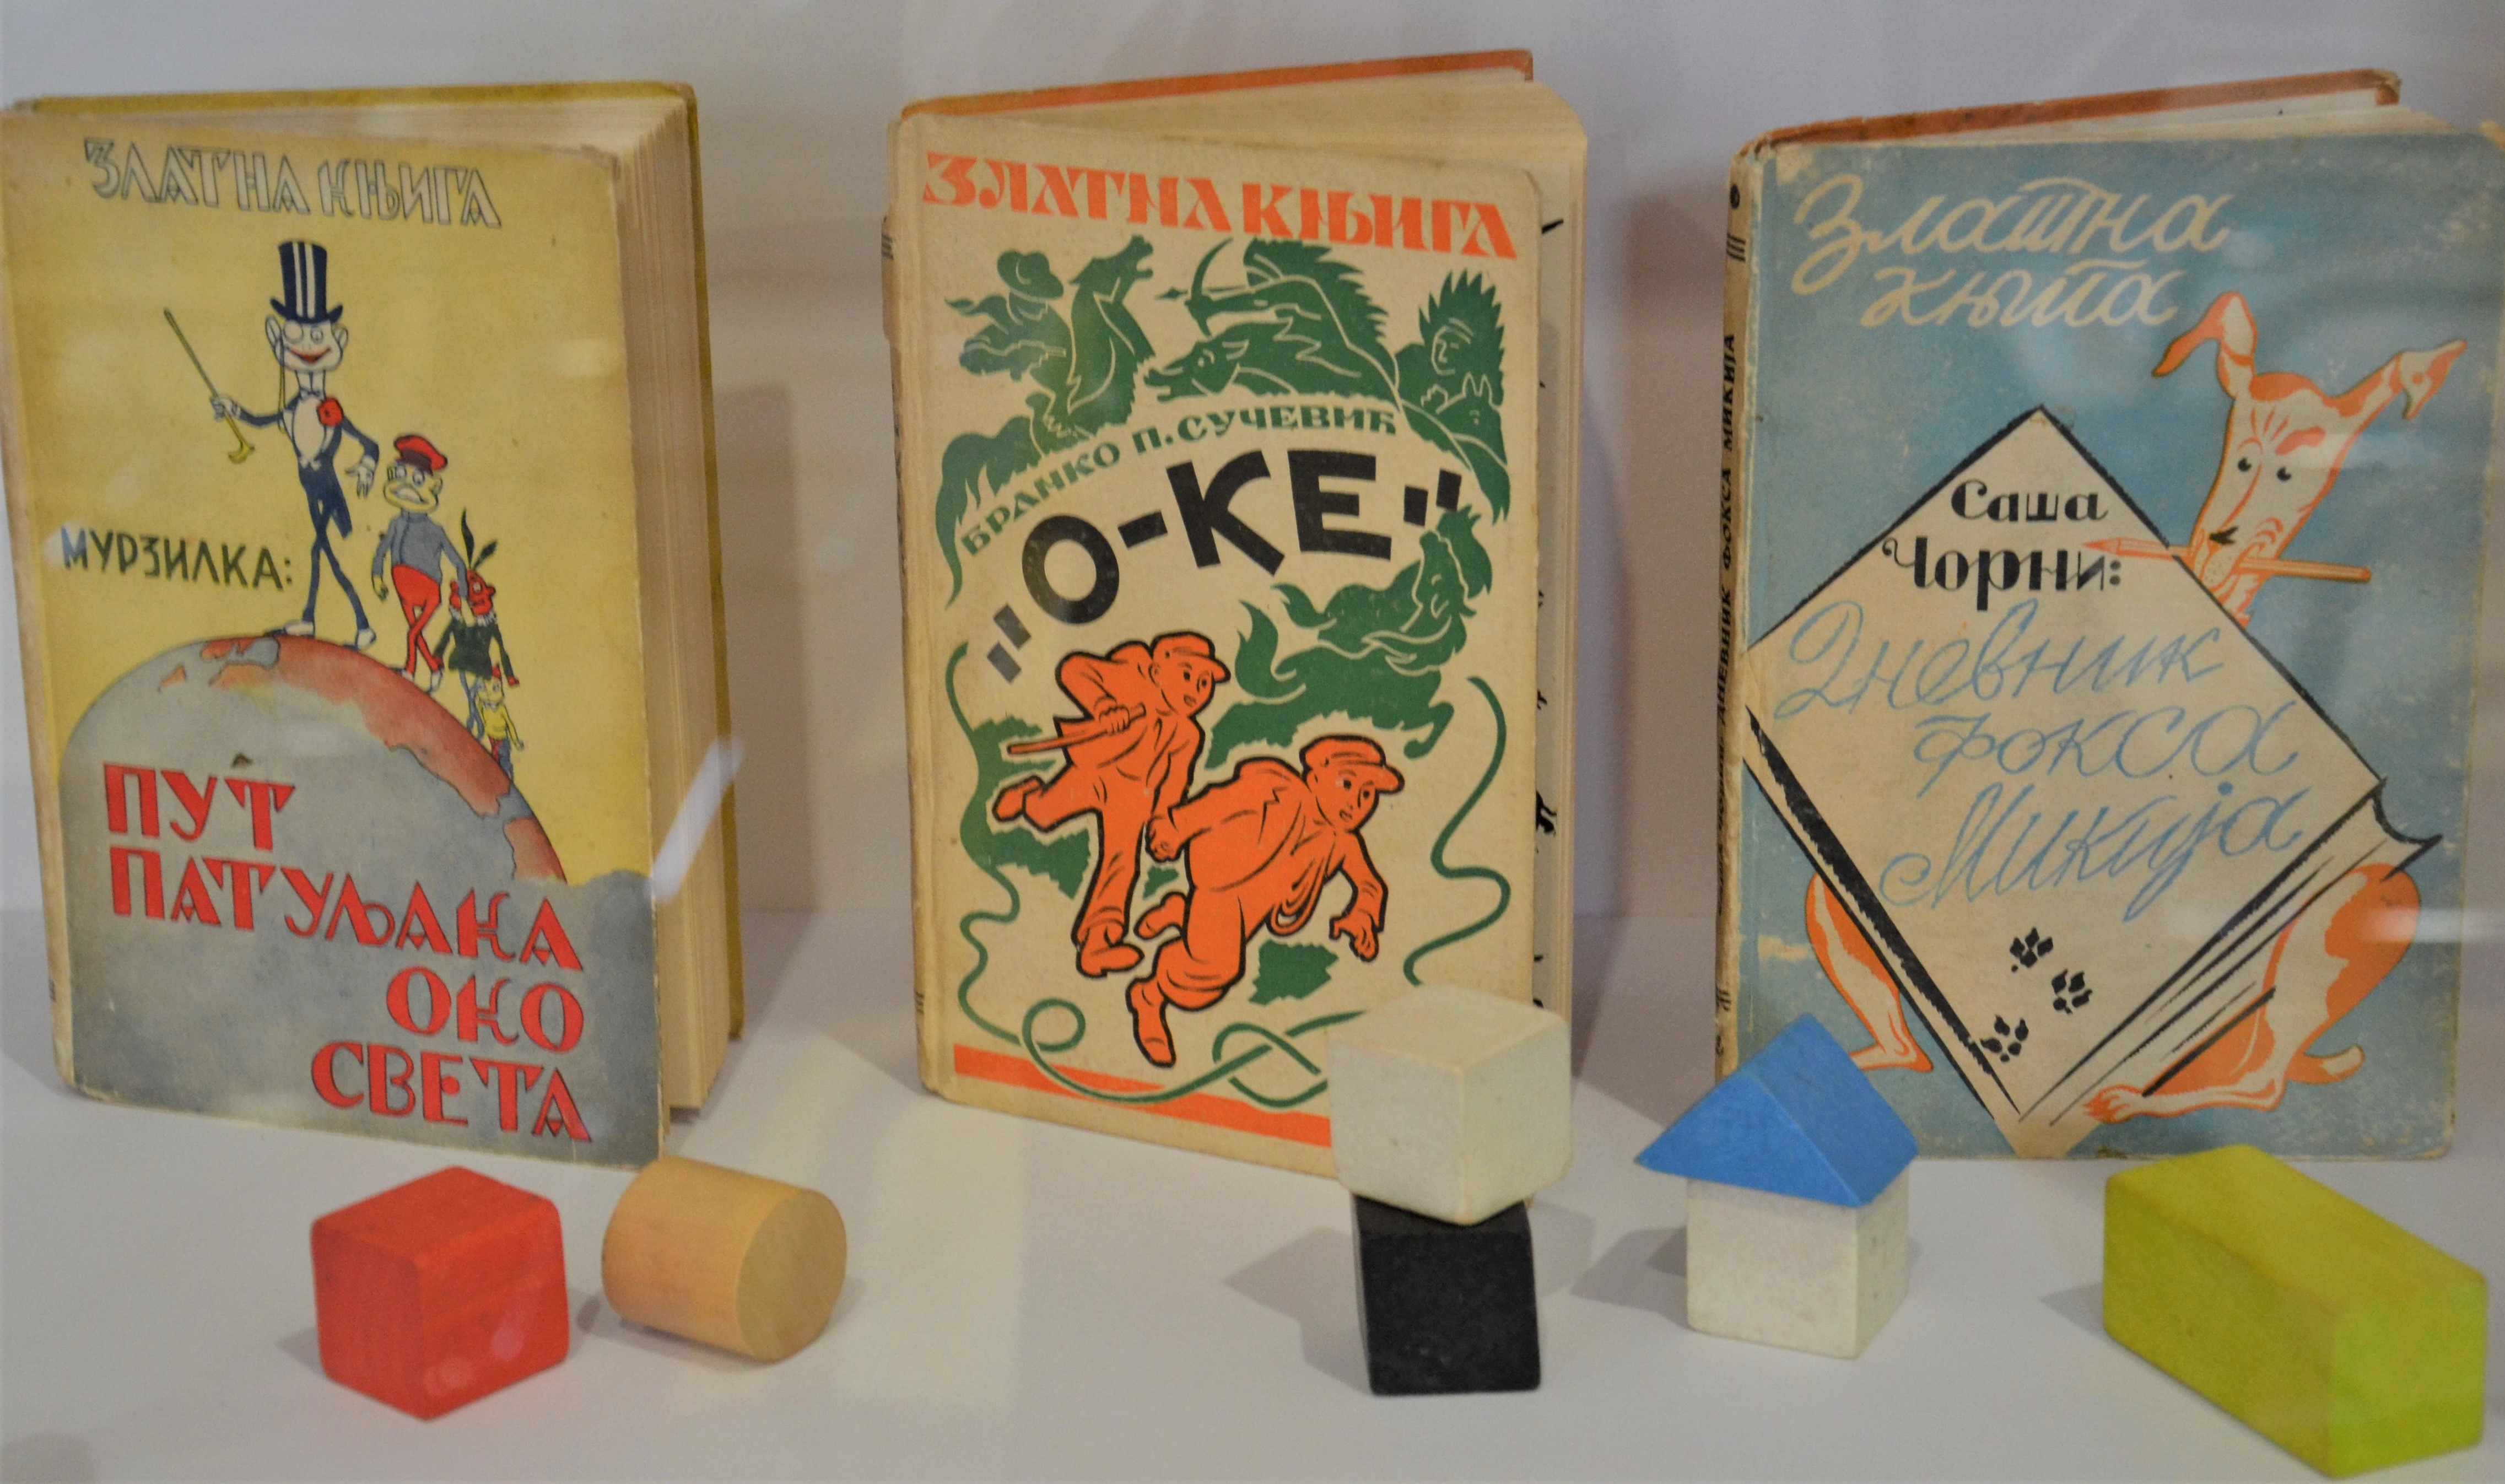 ЗЛАТНА КЊИГА
МУРЗИЛКА:
ПУТ
ПАТУЉАКА
ОКО
СВЕТА
ЗЛАТНА КЊИГА
БРАНКО П. СУЧЕВИЋ
„О-КЕ"
Златна
књига
Саша
Чорни:
Дневник
Фокса
Микија
ДНЕВНИК ФОКСА МИКИЈА